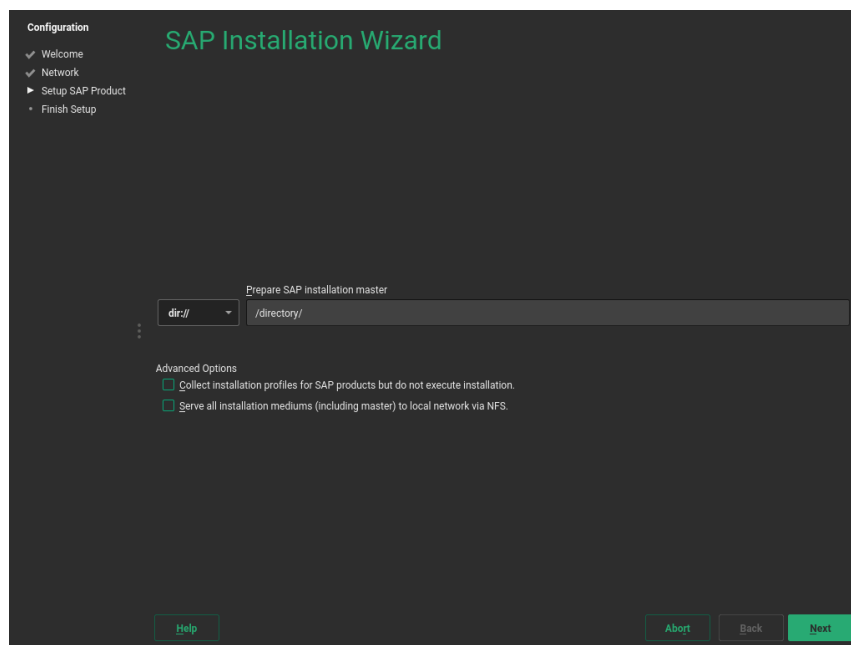 Configuration
Welcome
Network
Setup SAP Product
Finish Setup
SAP Installation Wizard
Prepare SAP installation master
dir:// /directory/
Advanced Options
Collect installation profiles for SAP products but do not execute installation.
Serve all installation mediums (including master) to local network via NFS.
Help Abort Back Next